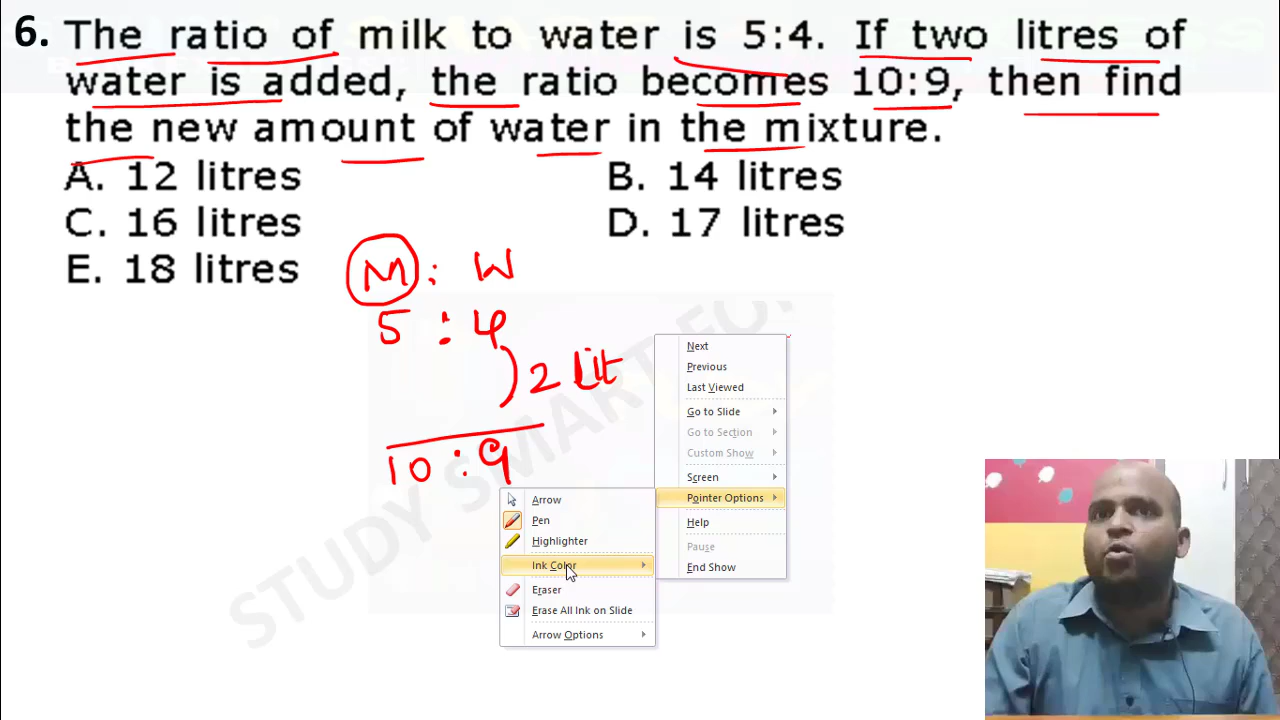 6. The ratio of milk to water is 5:4. If two litres of
water is added, the ratio becomes 10:9, then find
the new amount of water in the mixture.
A. 12 litres
B. 14 litres
C. 16 litres
D. 17 litres
E. 18 litres
M : W
5 : 4
2 lit
10 : 9
STUDY SMART FO
Next
Previous
Last Viewed
Go to Slide
Go to Section
Custom Show
Screen
Pointer Options
Help
Pause
End Show
Arrow
Pen
Highlighter
Ink Color
Eraser
Erase All Ink on Slide
Arrow Options